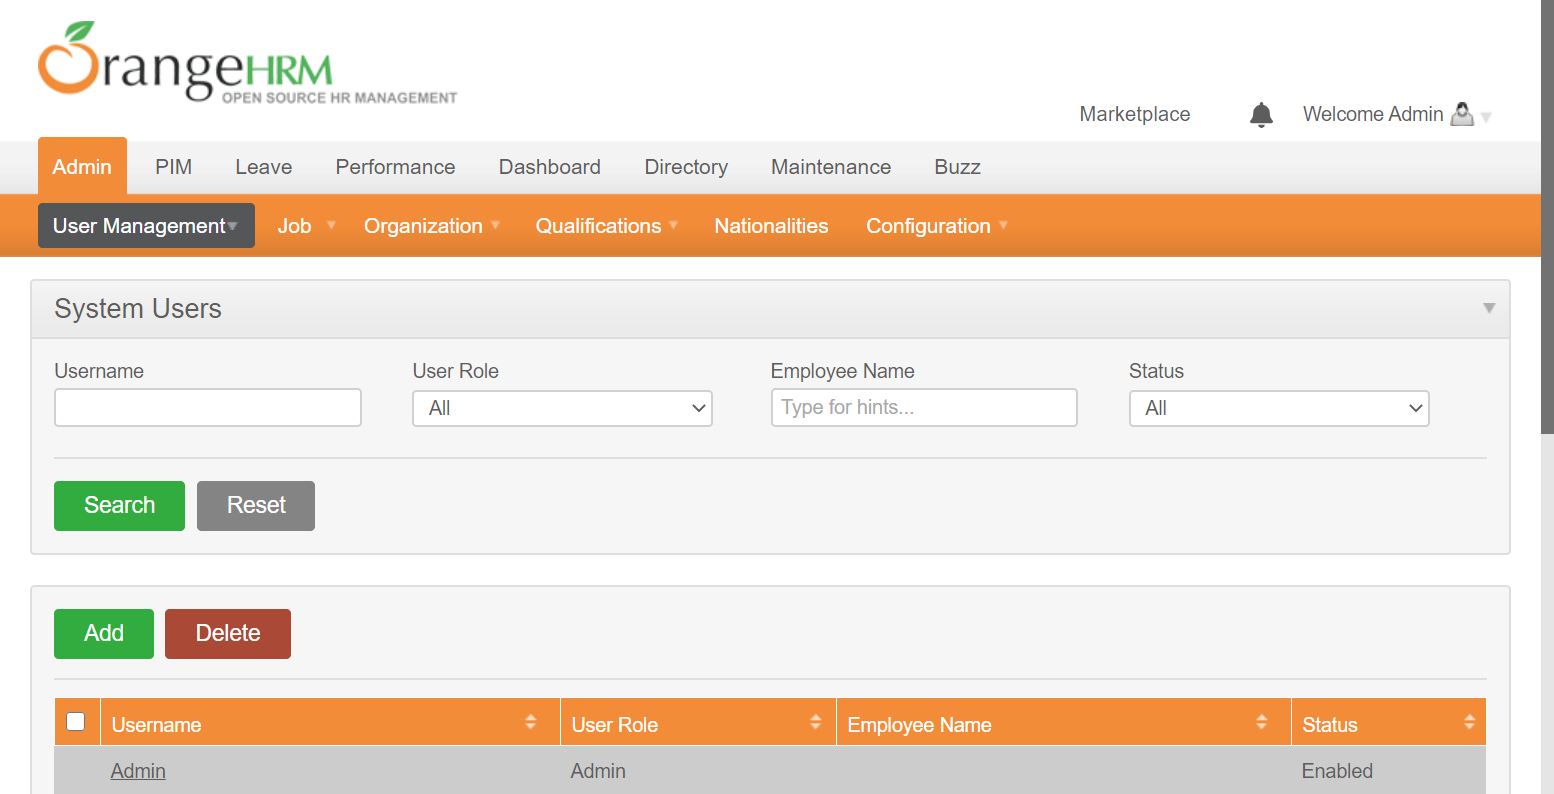 OrangeHRM
OPEN SOURCE HR MANAGEMENT
Marketplace Welcome Admin
Admin PIM Leave Performance Dashboard Directory Maintenance Buzz
User Management Job Organization Qualifications Nationalities Configuration
System Users
Username User Role Employee Name Status
All Type for hints... All
Search Reset
Add Delete
Username User Role Employee Name Status
Admin Admin Enabled